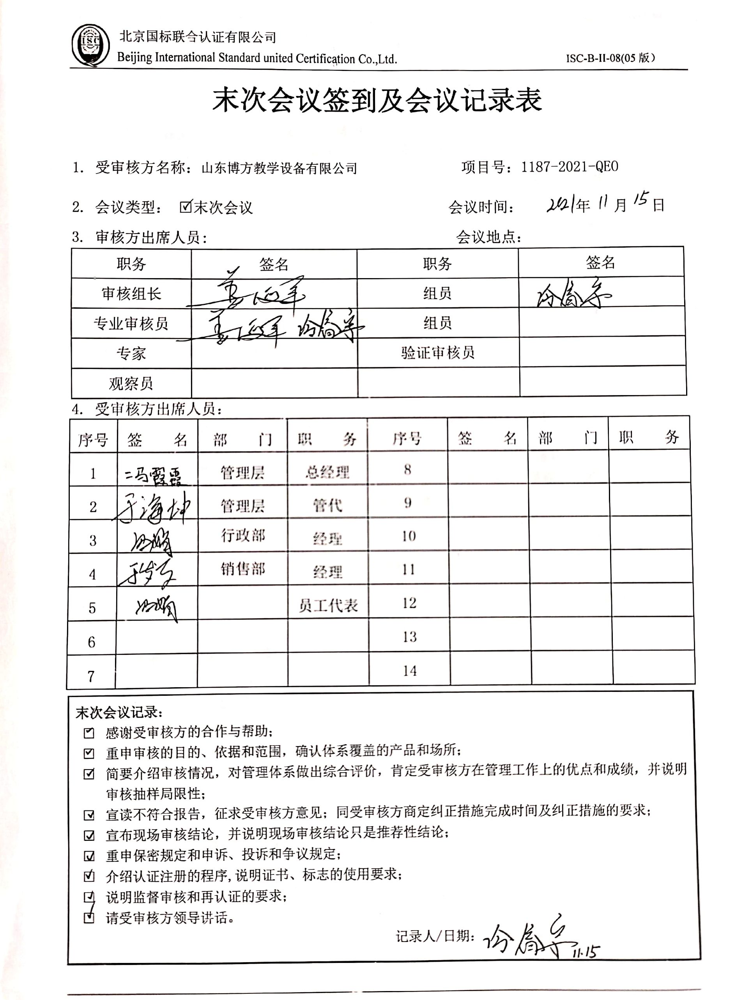 ISC
北京国标联合认证有限公司
Beijing International Standard united Certification Co.,Ltd.
ISC-B-II-08(05 版)
末次会议签到及会议记录表
1. 受审核方名称：山东博方教学设备有限公司 项目号：1187-2021-QEO
2. 会议类型： ☑末次会议 会议时间： 2021年 11 月 15 日
3. 审核方出席人员： 会议地点：
职务 签名 职务 签名
审核组长 组员
专业审核员 组员
专家 验证审核员
观察员
4. 受审核方出席人员：
序号 签 名 部 门 职 务 序号 签 名 部 门 职 务
1 冯霞霞 管理层 总经理 8
2 于海坤 管理层 管代 9
3 行政部 经理 10
4 销售部 经理 11
5 员工代表 12
6 13
7 14
末次会议记录：
☑ 感谢受审核方的合作与帮助；
☑ 重申审核的目的、依据和范围，确认体系覆盖的产品和场所；
☑ 简要介绍审核情况，对管理体系做出综合评价，肯定受审核方在管理工作上的优点和成绩，并说明
审核抽样局限性；
☑ 宣读不符合报告，征求受审核方意见；同受审核方商定纠正措施完成时间及纠正措施的要求；
☑ 宣布现场审核结论，并说明现场审核结论只是推荐性结论；
☑ 重申保密规定和申诉、投诉和争议规定；
☑ 介绍认证注册的程序,说明证书、标志的使用要求；
☑ 说明监督审核和再认证的要求；
☑ 请受审核方领导讲话。
记录人/日期： 11.15